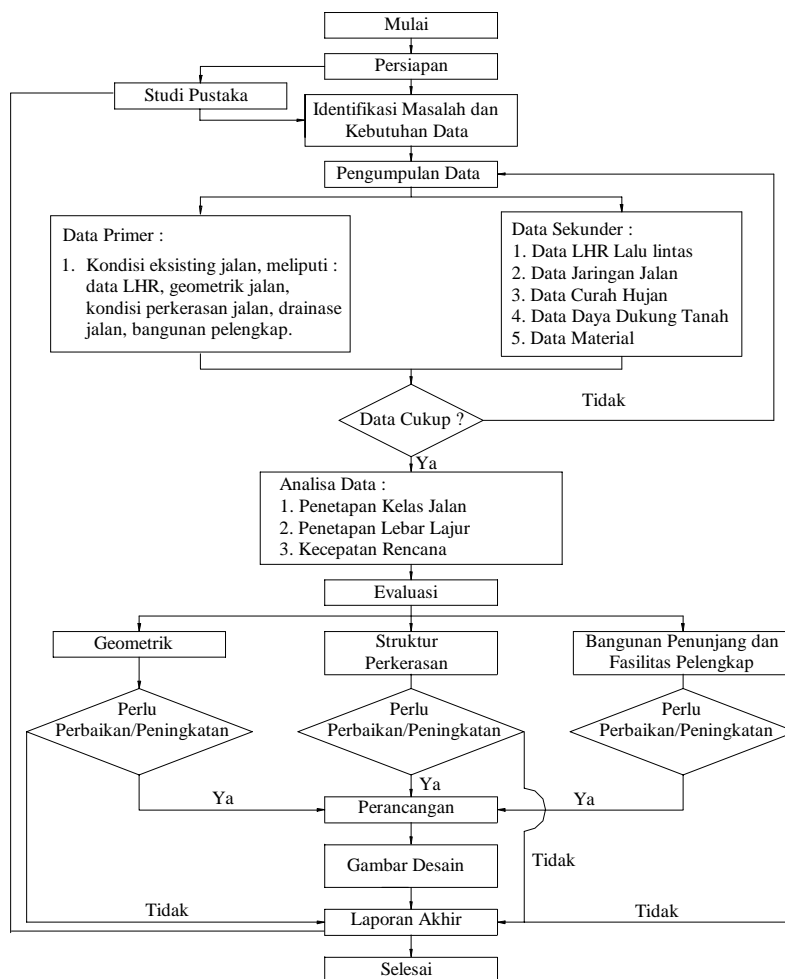 Mulai
Persiapan
Studi Pustaka
Identifikasi Masalah dan
Kebutuhan Data
Pengumpulan Data
Data Primer :
1. Kondisi eksisting jalan, meliputi :
data LHR, geometrik jalan,
kondisi perkerasan jalan, drainase
jalan, bangunan pelengkap.
Data Sekunder :
1. Data LHR Lalu lintas
2. Data Jaringan Jalan
3. Data Curah Hujan
4. Data Daya Dukung Tanah
5. Data Material
Data Cukup ?
Tidak
Ya
Analisa Data :
1. Penetapan Kelas Jalan
2. Penetapan Lebar Lajur
3. Kecepatan Rencana
Evaluasi
Geometrik
Struktur
Perkerasan
Bangunan Penunjang dan
Fasilitas Pelengkap
Perlu
Perbaikan/Peningkatan
Perlu
Perbaikan/Peningkatan
Perlu
Perbaikan/Peningkatan
Ya
Ya
Ya
Perancangan
Gambar Desain
Tidak
Tidak
Laporan Akhir
Tidak
Selesai